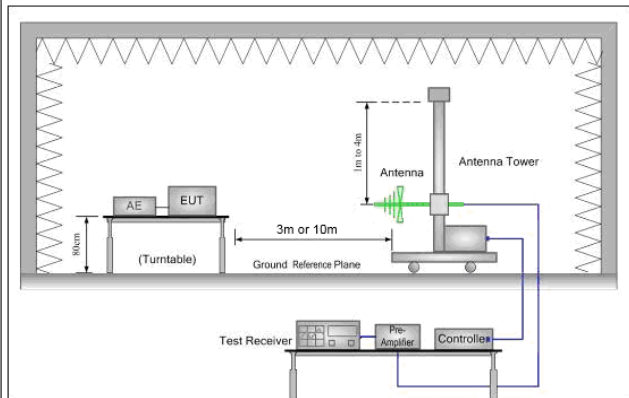 1m to 4m
Antenna
Antenna Tower
AE
EUT
3m or 10m
80cm
(Turntable)
Ground Reference Plane
Test Receiver
Pre-
Amplifier
Controlle